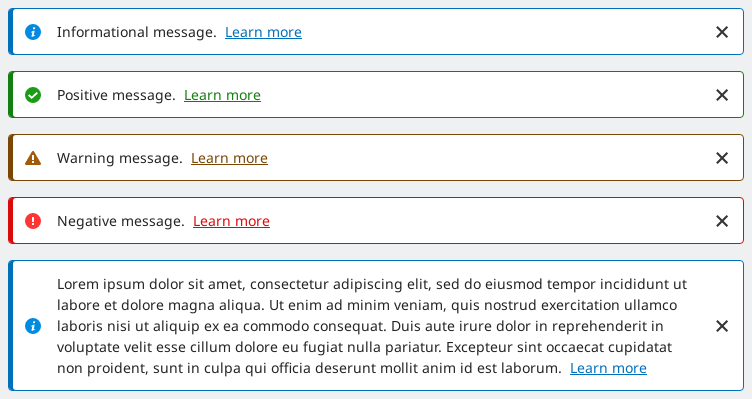 Informational message. Learn more
Positive message. Learn more
Warning message. Learn more
Negative message. Learn more
Lorem ipsum dolor sit amet, consectetur adipiscing elit, sed do eiusmod tempor incididunt ut
labore et dolore magna aliqua. Ut enim ad minim veniam, quis nostrud exercitation ullamco
laboris nisi ut aliquip ex ea commodo consequat. Duis aute irure dolor in reprehenderit in
voluptate velit esse cillum dolore eu fugiat nulla pariatur. Excepteur sint occaecat cupidatat
non proident, sunt in culpa qui officia deserunt mollit anim id est laborum. Learn more